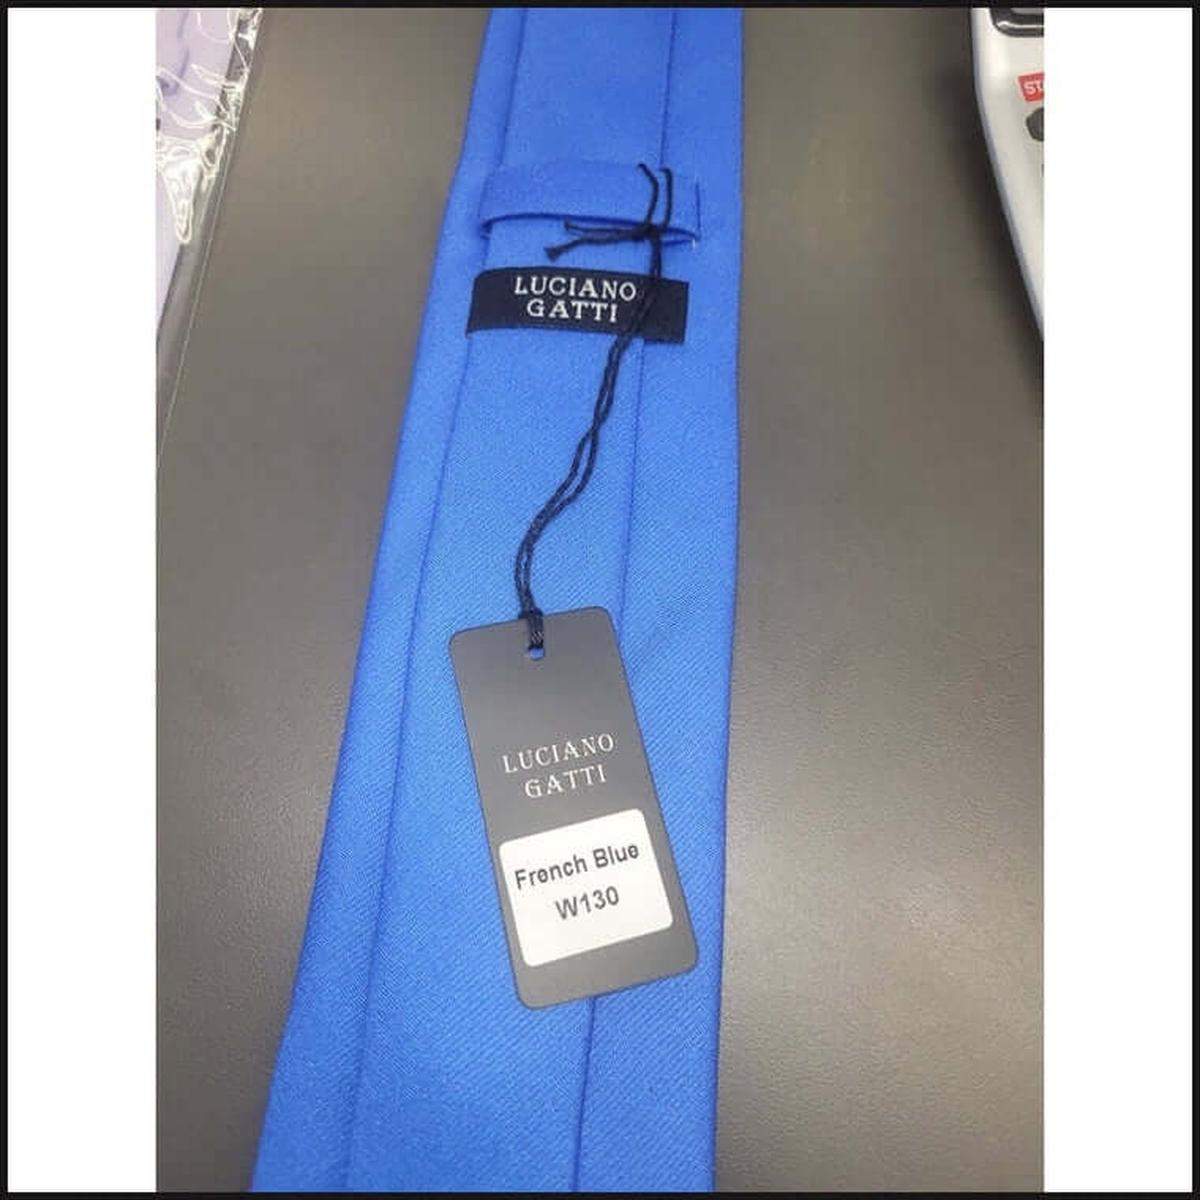 LUCIANO
GATTI
LUCIANO
GATTI
French Blue
W130